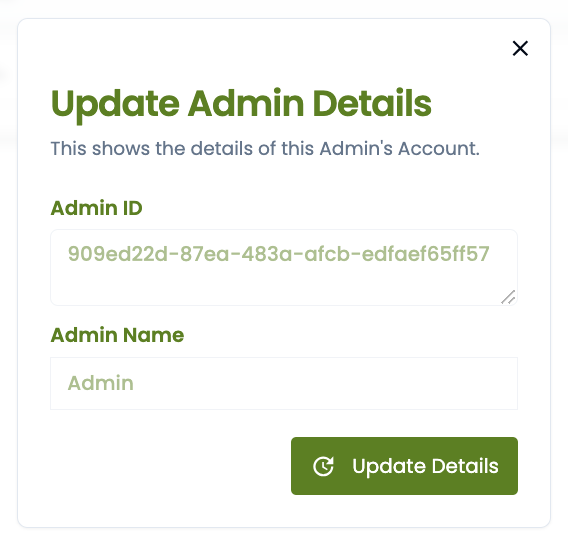 Update Admin Details
This shows the details of this Admin's Account.
Admin ID
909ed22d-87ea-483a-afcb-edfaef65ff57
Admin Name
Admin
Update Details